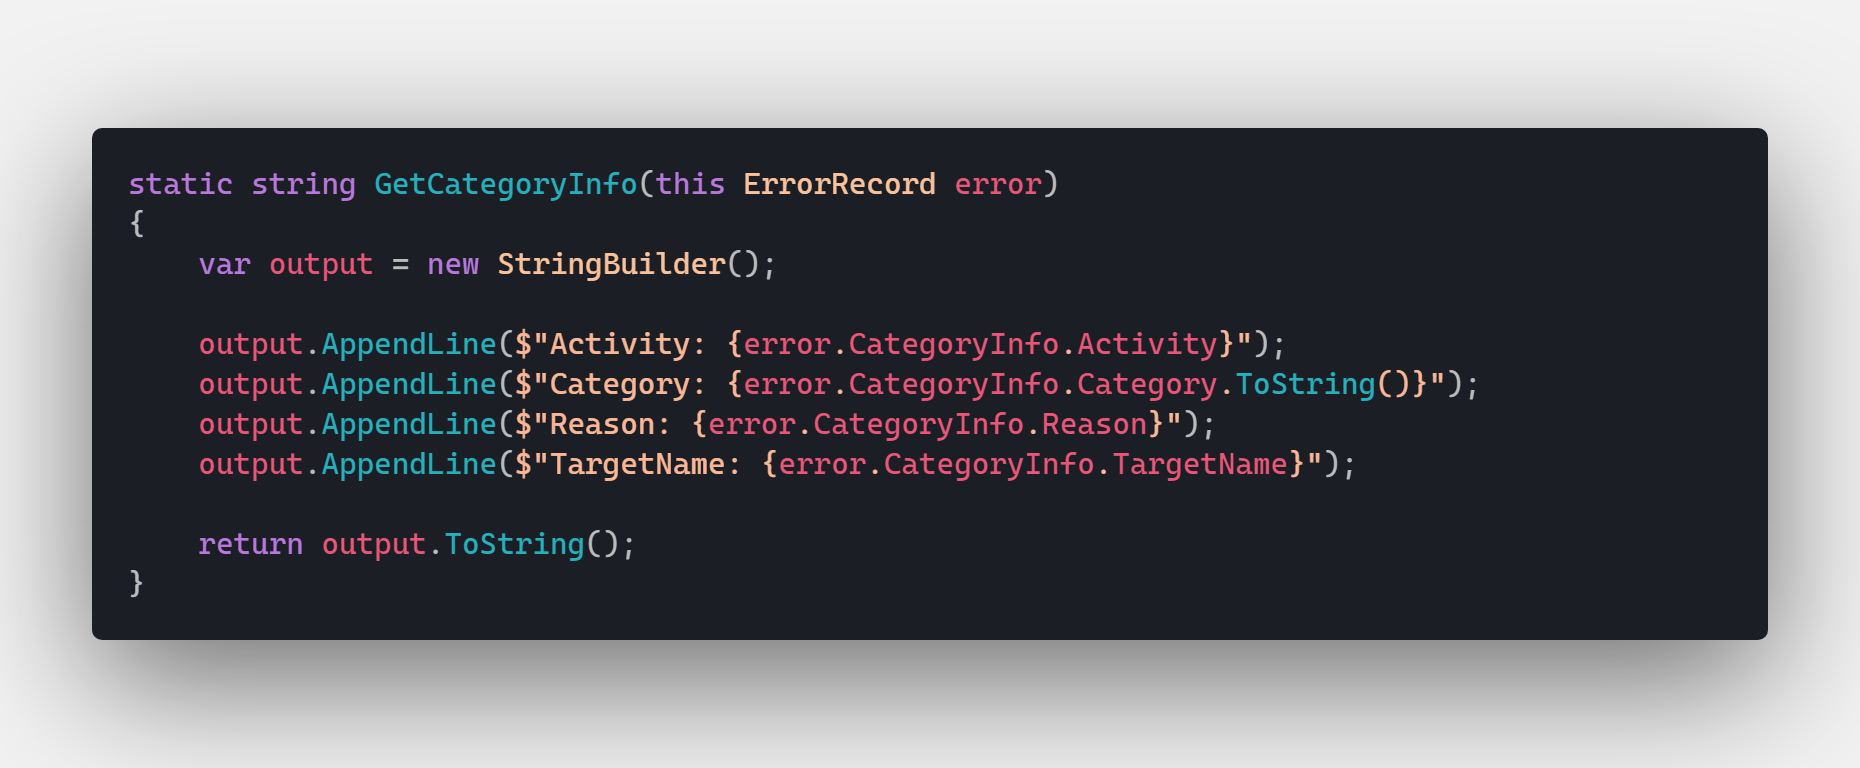 static string GetCategoryInfo(this ErrorRecord error)
{
    var output = new StringBuilder();

    output.AppendLine($"Activity: {error.CategoryInfo.Activity}");
    output.AppendLine($"Category: {error.CategoryInfo.Category.ToString()}");
    output.AppendLine($"Reason: {error.CategoryInfo.Reason}");
    output.AppendLine($"TargetName: {error.CategoryInfo.TargetName}");

    return output.ToString();
}